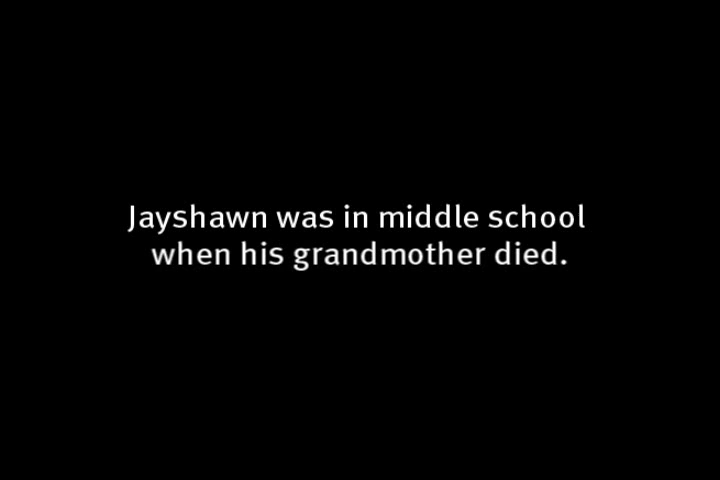 Jayshawn was in middle school
when his grandmother died.